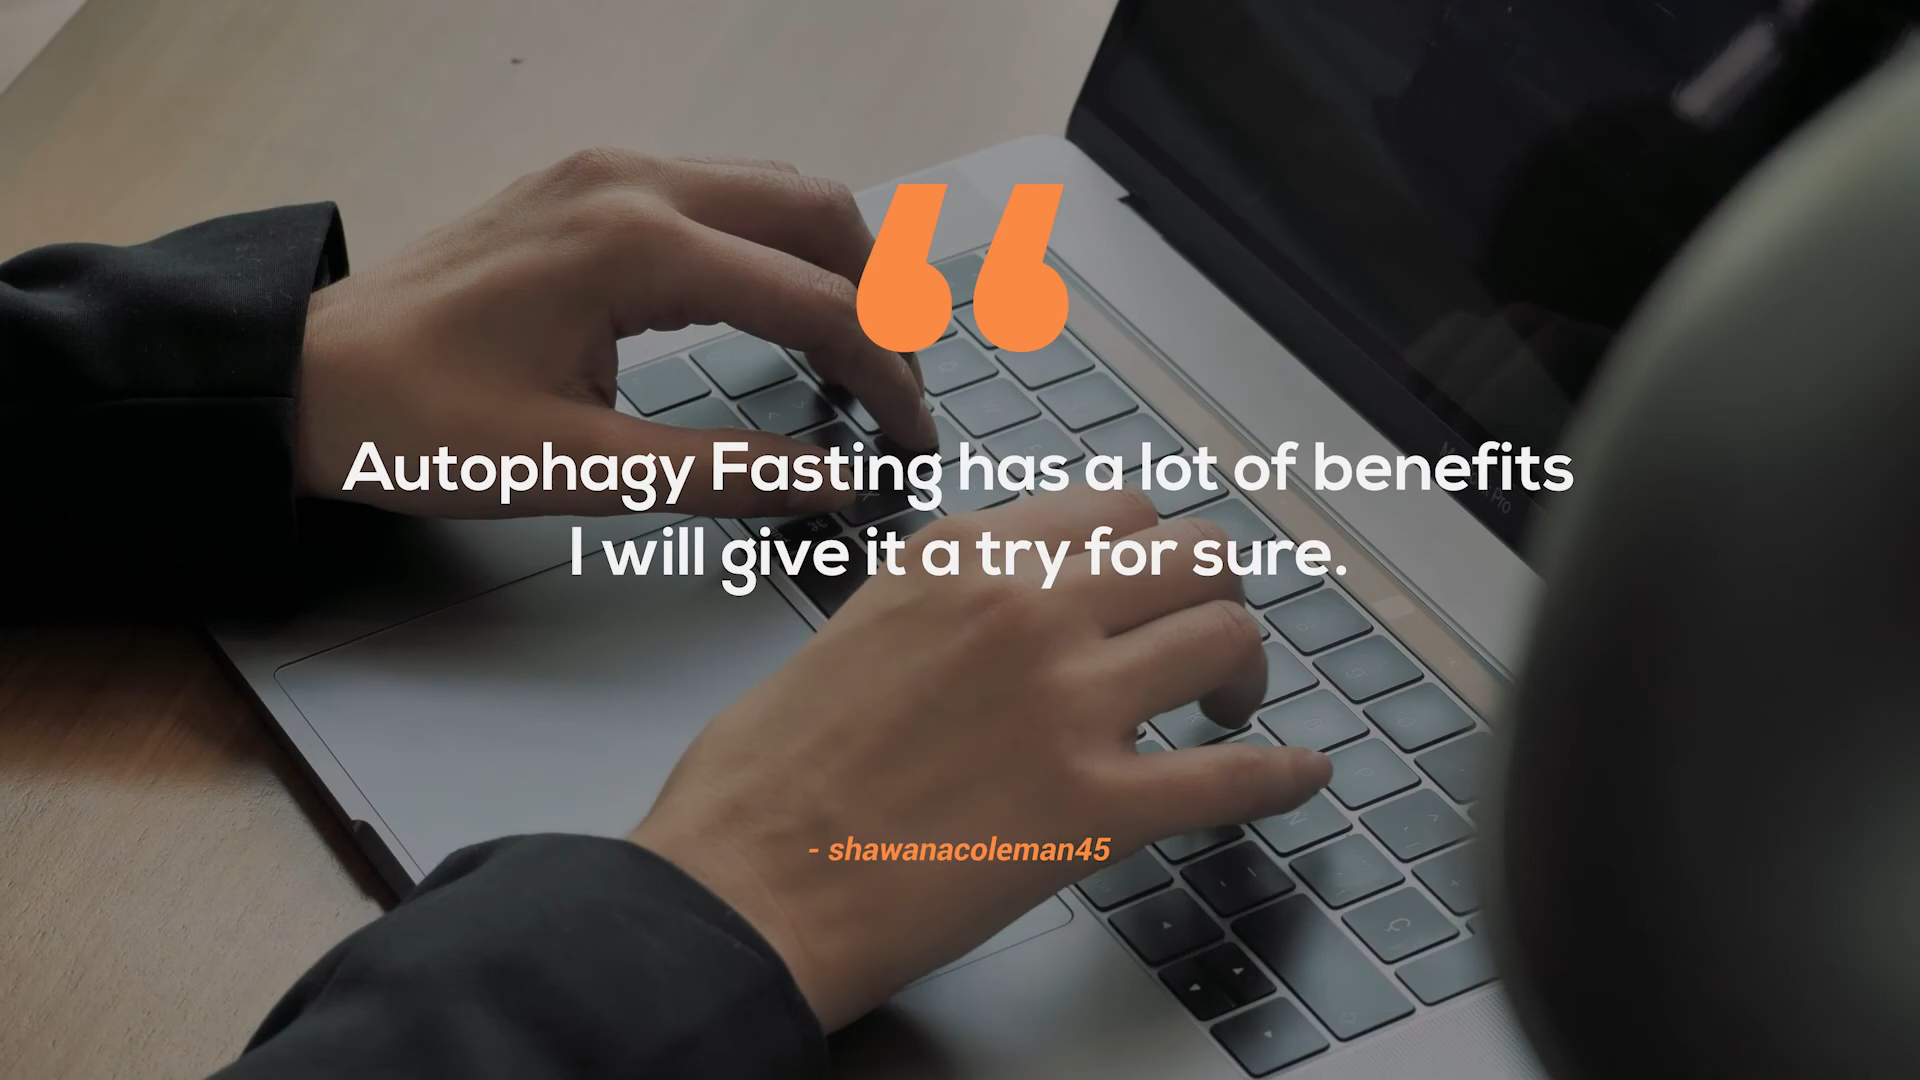 “
Autophagy Fasting has a lot of benefits
I will give it a try for sure.
- shawanacoleman45